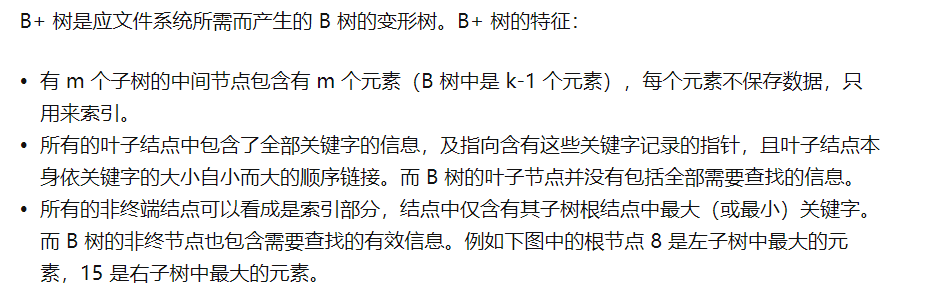 B+ 树是应文件系统所需而产生的 B 树的变形树。B+ 树的特征：
• 有 m 个子树的中间节点包含有 m 个元素（B 树中是 k-1 个元素），每个元素不保存数据，只
用来索引。
• 所有的叶子结点中包含了全部关键字的信息，及指向含有这些关键字记录的指针，且叶子结点本
身依关键字的大小自小而大的顺序链接。而 B 树的叶子节点并没有包括全部需要查找的信息。
• 所有的非终端结点可以看成是索引部分，结点中仅含有其子树根结点中最大（或最小）关键字。
而 B 树的非终节点也包含需要查找的有效信息。例如下图中的根节点 8 是左子树中最大的元
素，15 是右子树中最大的元素。